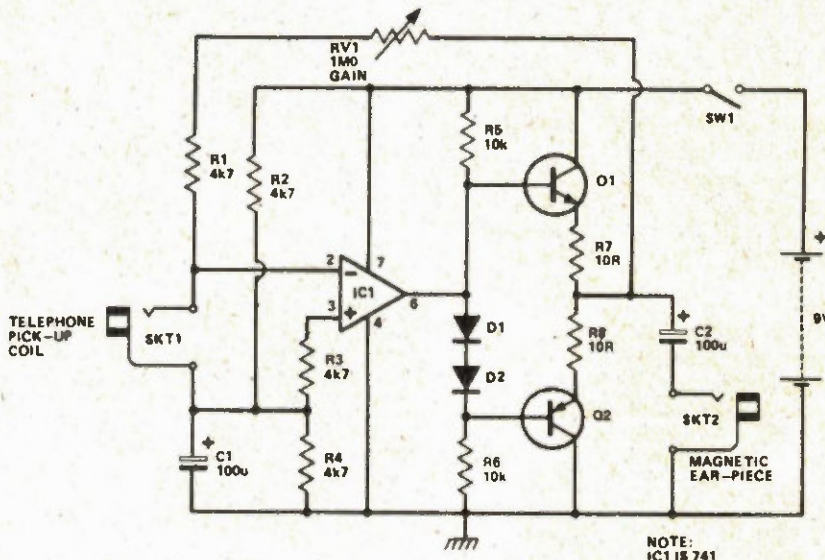 RV1
1M0
GAIN
SW1
R1
4k7
R2
4k7
R5
10k
Q1
R7
10R
2
7
IC1
6
3
4
TELEPHONE
PICK-UP
COIL
SKT1
R3
4k7
D1
D2
R8
10R
C2
100u
9V
C1
100u
R4
4k7
R6
10k
Q2
SKT2
MAGNETIC
EAR-PIECE
NOTE:
IC1 IS 741